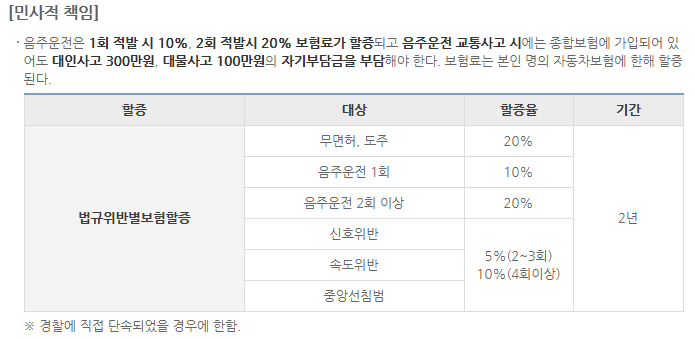 [민사적 책임]
· 음주운전은 1회 적발 시 10%, 2회 적발시 20% 보험료가 할증되고 음주운전 교통사고 시에는 종합보험에 가입되어 있
어도 대인사고 300만원, 대물사고 100만원의 자기부담금을 부담해야 한다. 보험료는 본인 명의 자동차보험에 한해 할증
된다.
할증 대상 할증율 기간
법규위반별보험할증
무면허, 도주 20%
음주운전 1회 10%
음주운전 2회 이상 20%
신호위반
속도위반
중앙선침범
5%(2~3회)
10%(4회이상)
2년
※ 경찰에 직접 단속되었을 경우에 한함.